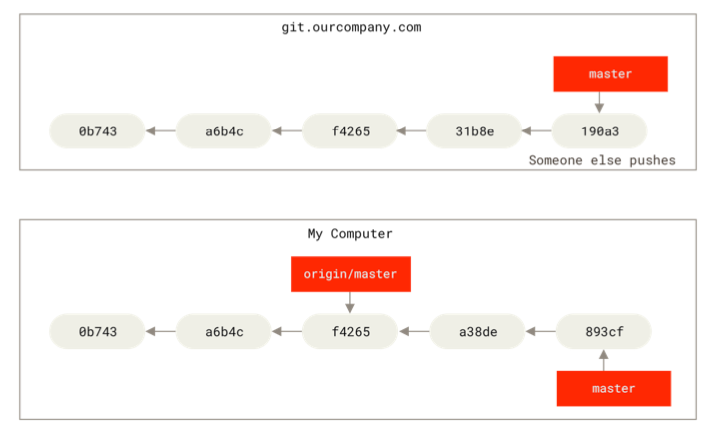 git.ourcompany.com
master
0b743
a6b4c
f4265
31b8e
190a3
Someone else pushes
My Computer
origin/master
0b743
a6b4c
f4265
a38de
893cf
master